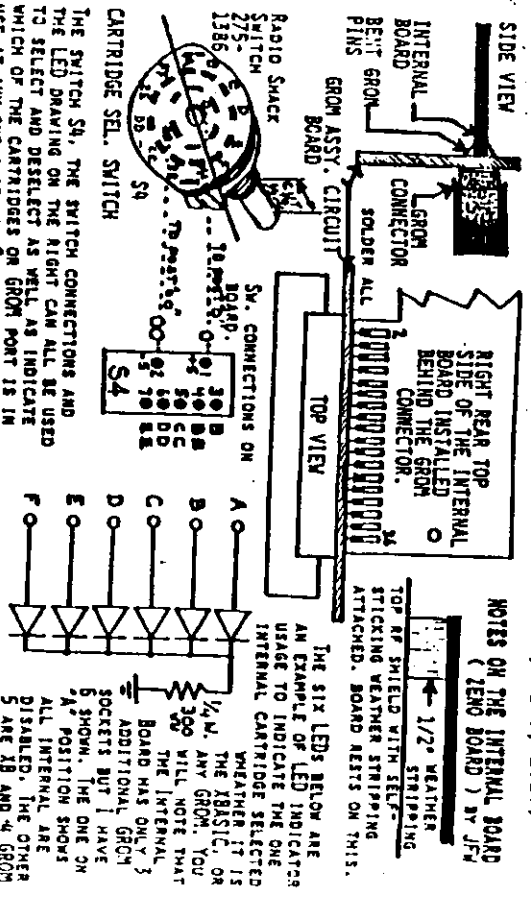 NOTES ON THE INTERNAL BOARD
( ZENO BOARD ) BY JFW
SIDE VIEW
INTERNAL
BOARD
BENT GROM
PINS
GROM
CONNECTOR
GROM ASSY. CIRCUIT
BOARD
SOLDER ALL
2
36
RIGHT REAR TOP
SIDE OF THE INTERNAL
BOARD INSTALLED
BEHIND THE GROM
CONNECTOR.
TOP VIEW
1/2" WEATHER
STRIPPING
TOP RF SHIELD WITH SELF-
STICKING WEATHER STRIPPING
ATTACHED. BOARD RESTS ON THIS.
RADIO SHACK
SWITCH
275-
1386
S4
CARTRIDGE SEL. SWITCH
SW. CONNECTIONS ON
BOARD.
S4
THE SWITCH S4, THE SWITCH CONNECTIONS AND
THE LED DRAWING ON THE RIGHT CAN ALL BE USED
TO SELECT AND DESELECT AS WELL AS INDICATE
WHICH OF THE CARTRIDGES OR GROM PORT IS IN
THE SIX LEDS BELOW ARE
AN EXAMPLE OF LED INDICATOR
USAGE TO INDICATE THE ONE
INTERNAL CARTRIDGE SELECTED
WHEATHER IT IS
THE XBASIC, OR
ANY GROM. YOU
WILL NOTE THAT
THE INTERNAL
BOARD HAS ONLY 3
ADDITIONAL GROM
SOCKETS BUT I HAVE
6 SHOWN. THE ONE ON
"A" POSITION SHOWS
ALL INTERNAL ARE
DISABLED. THE OTHER
5 ARE XB AND 4 GROM
A
B
C
D
E
F
1/4 W.
300